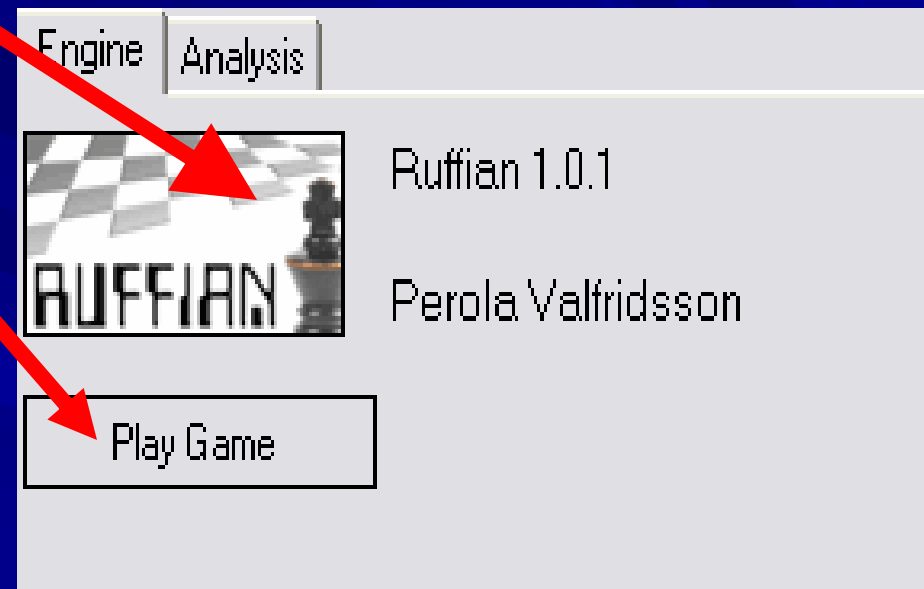 Engine Analysis
RUFFIAN
Ruffian 1.0.1
Perola Valfridsson
Play Game